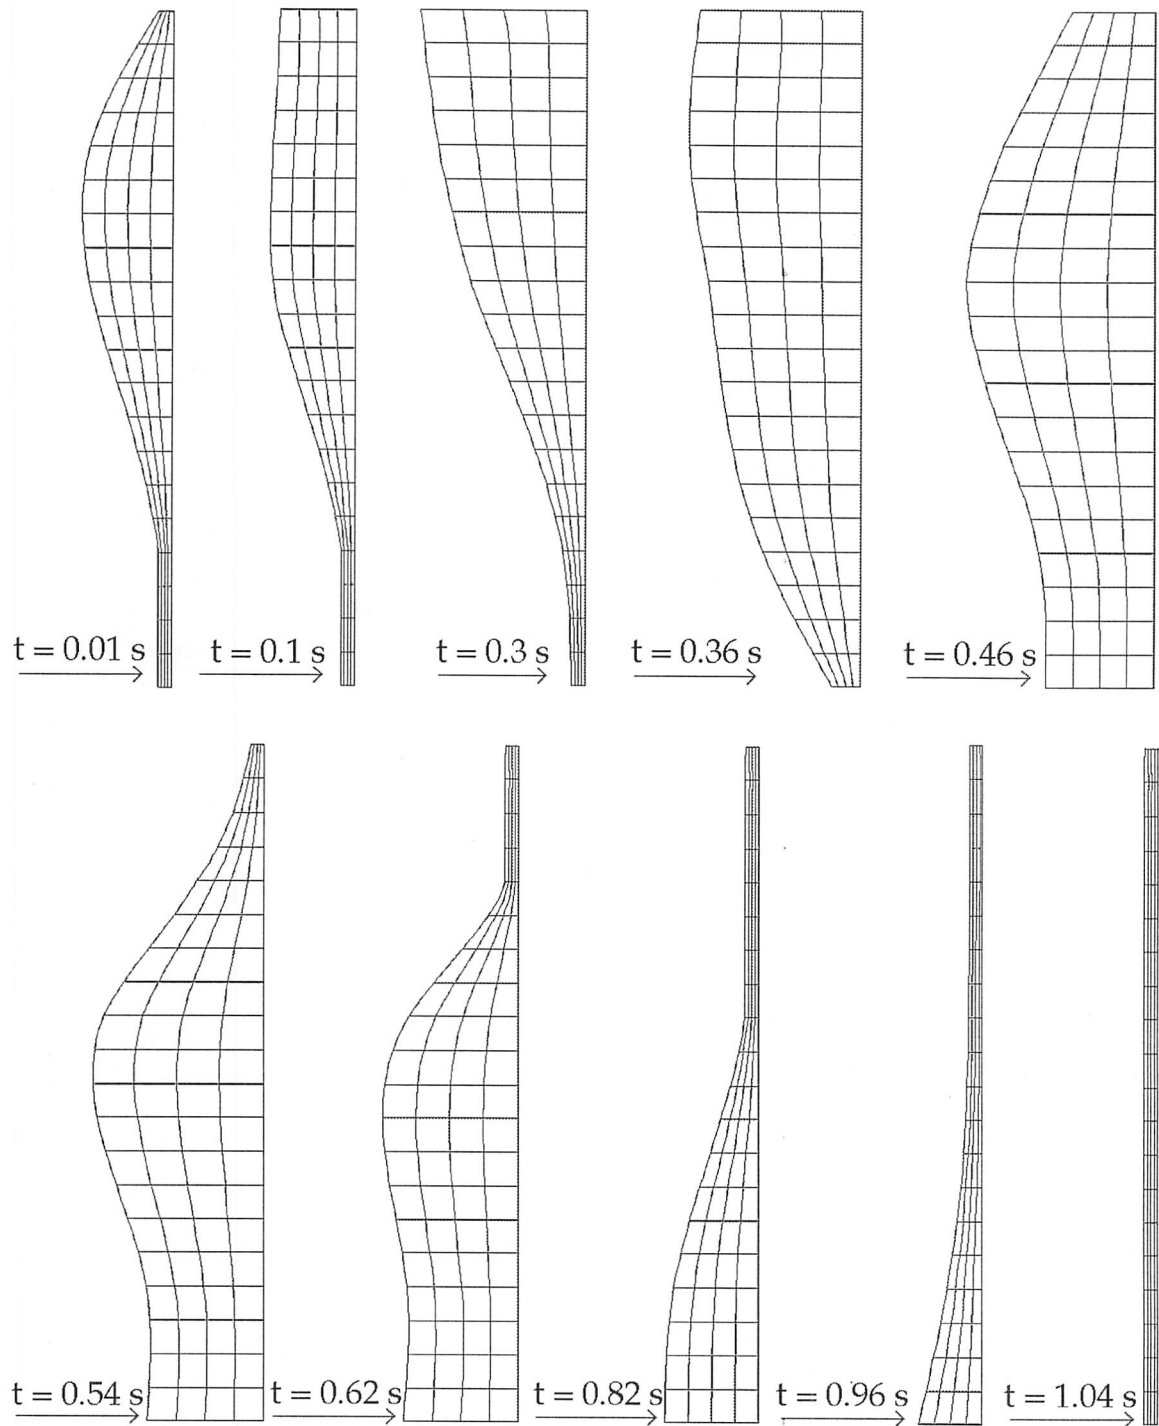 t = 0.01 s
t = 0.1 s
t = 0.3 s
t = 0.36 s
t = 0.46 s
t = 0.54 s
t = 0.62 s
t = 0.82 s
t = 0.96 s
t = 1.04 s